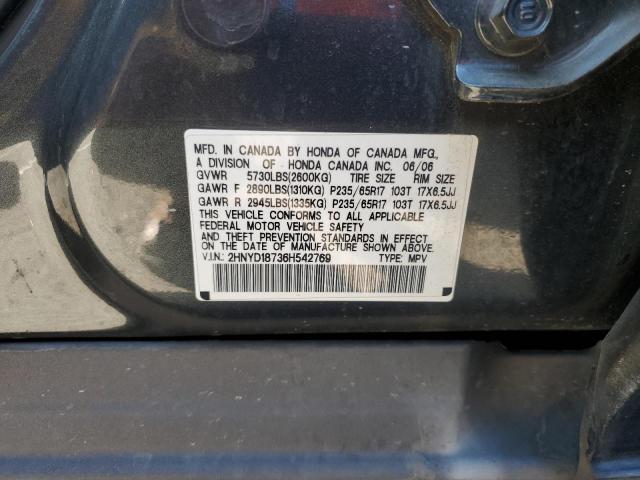 MFD. IN CANADA BY HONDA OF CANADA MFG.,
A DIVISION OF HONDA CANADA INC. 06/06
GVWR 5730LBS(2600KG) TIRE SIZE RIM SIZE
GAWR F 2890LBS(1310KG) P235/65R17 103T 17X6.5JJ
GAWR R 2945LBS(1335KG) P235/65R17 103T 17X6.5JJ
THIS VEHICLE CONFORMS TO ALL APPLICABLE
FEDERAL MOTOR VEHICLE SAFETY
AND THEFT PREVENTION STANDARDS IN EFFECT
ON THE DATE OF MANUFACTURE SHOWN ABOVE.
V.I.N.: 2HNYD18736H542769 TYPE: MPV